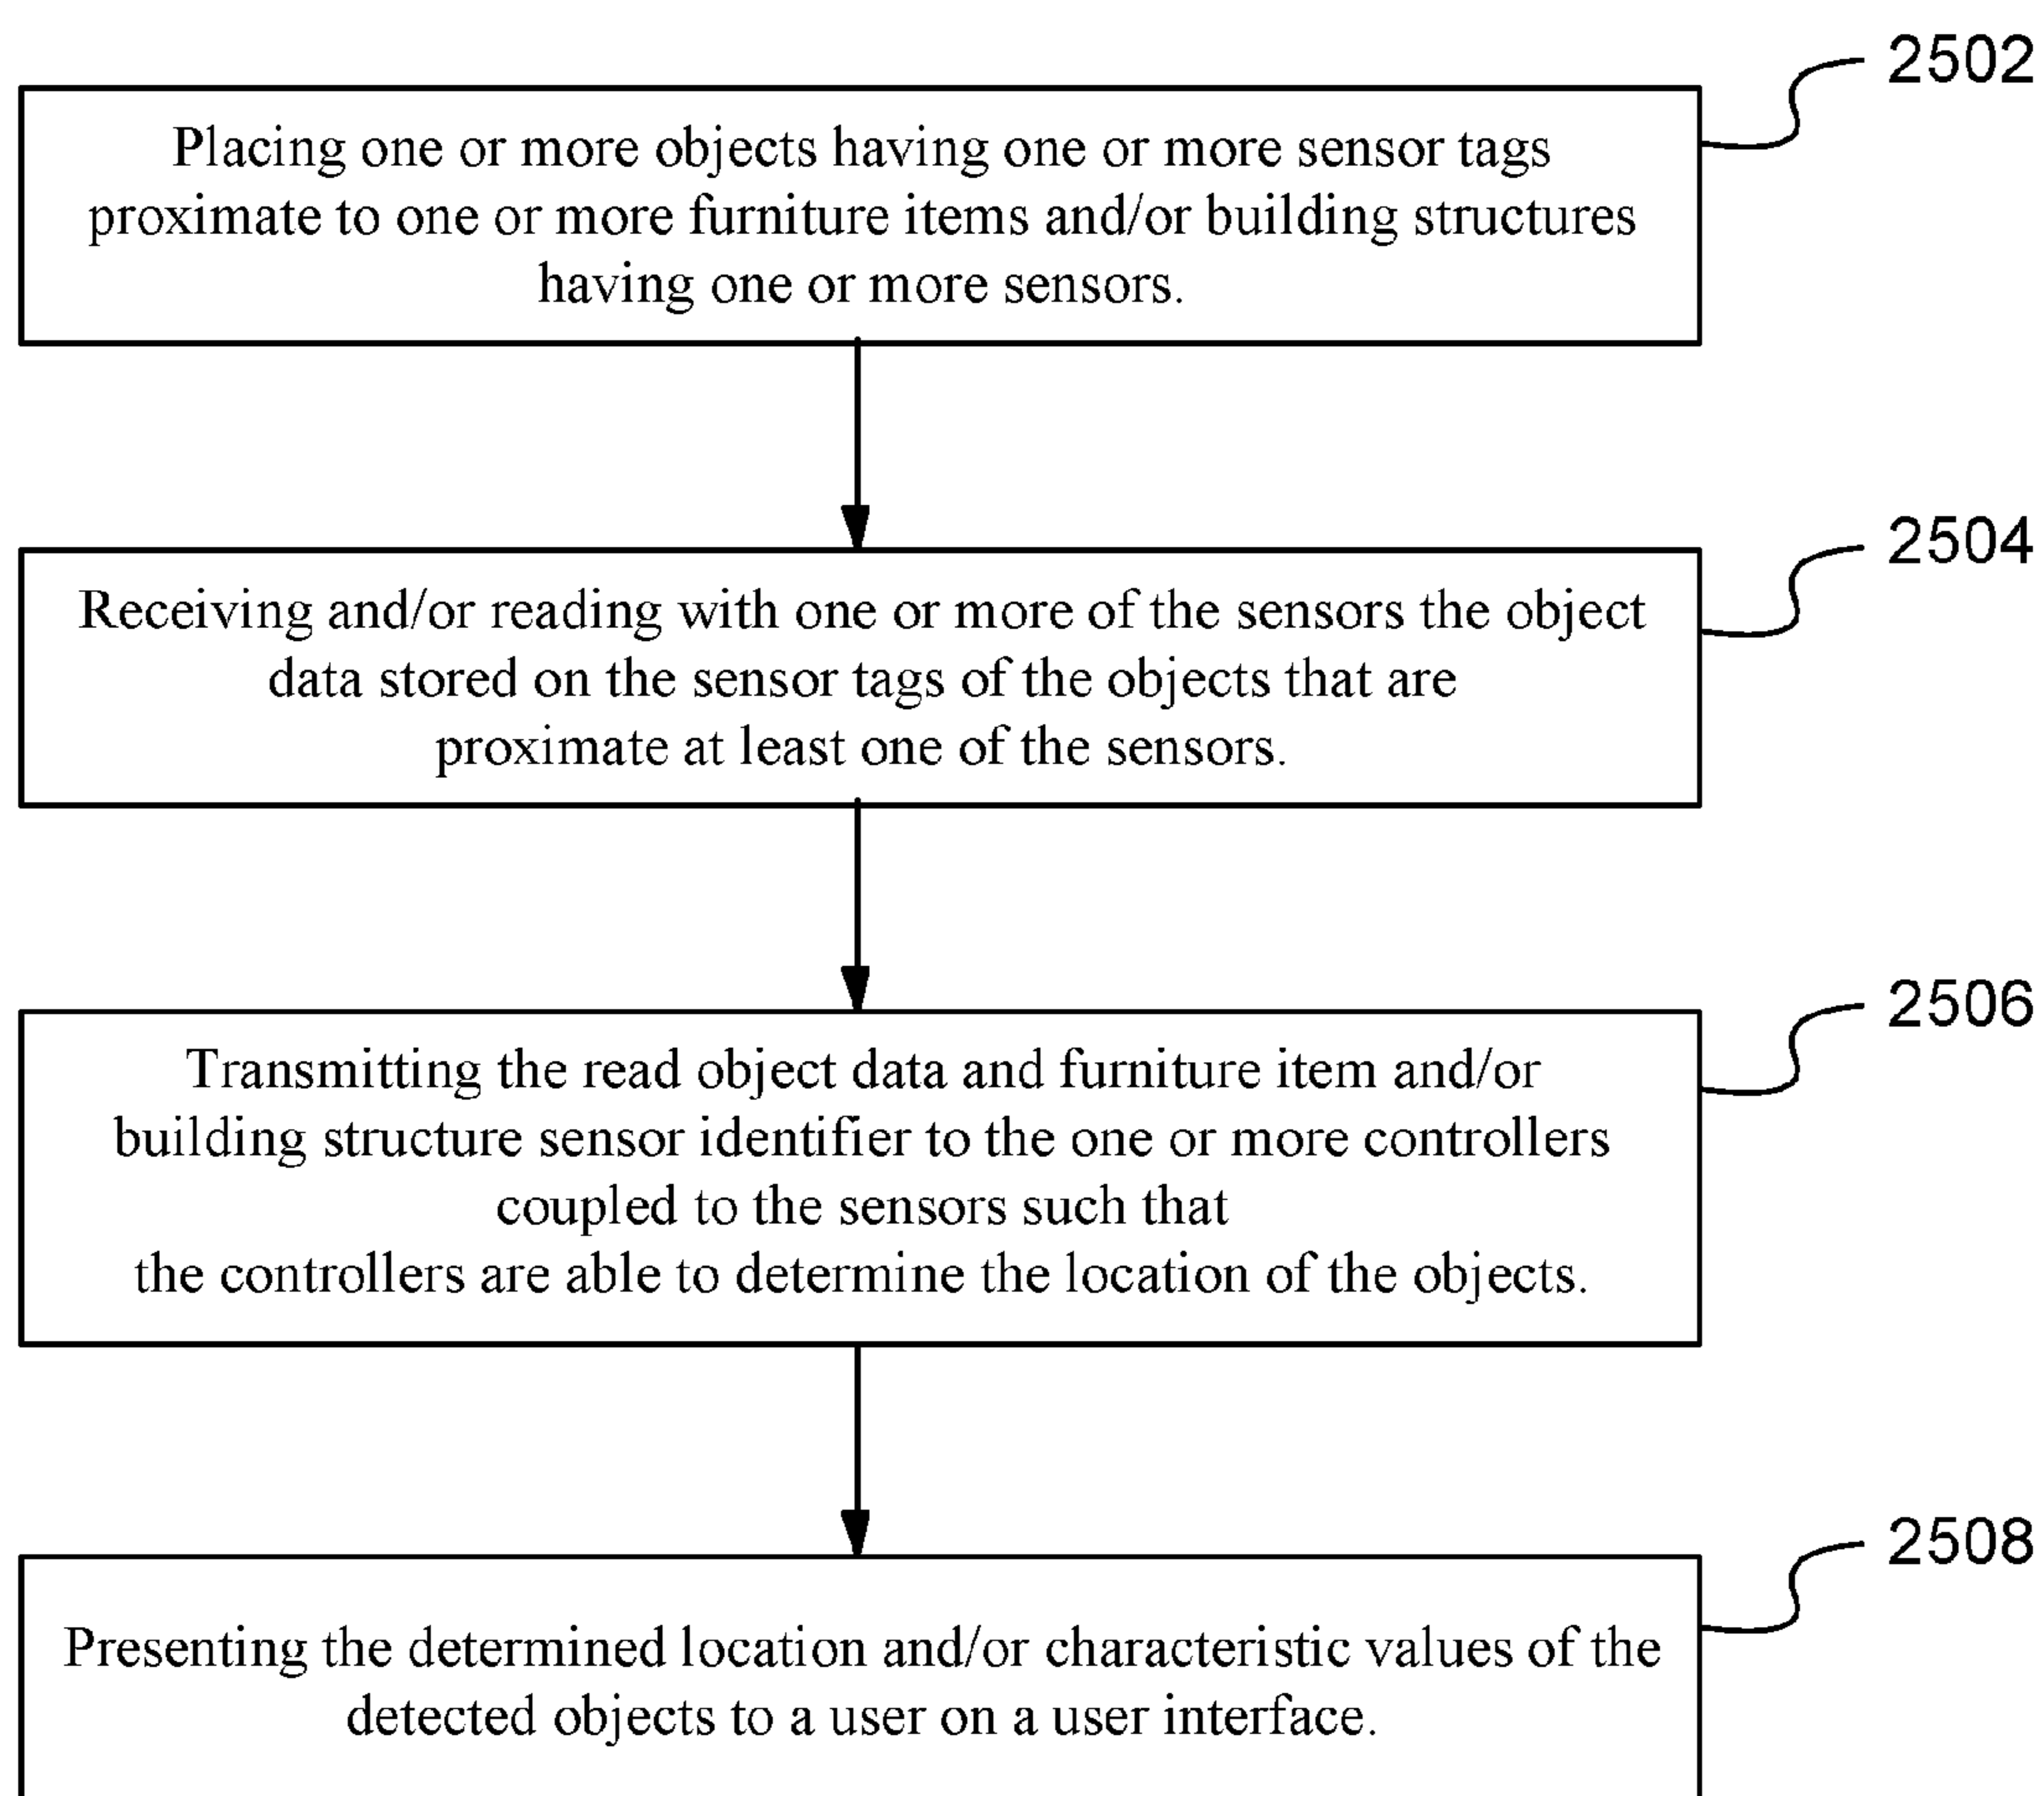 2502
Placing one or more objects having one or more sensor tags
proximate to one or more furniture items and/or building structures
having one or more sensors.
2504
Receiving and/or reading with one or more of the sensors the object
data stored on the sensor tags of the objects that are
proximate at least one of the sensors.
2506
Transmitting the read object data and furniture item and/or
building structure sensor identifier to the one or more controllers
coupled to the sensors such that
the controllers are able to determine the location of the objects.
2508
Presenting the determined location and/or characteristic values of the
detected objects to a user on a user interface.